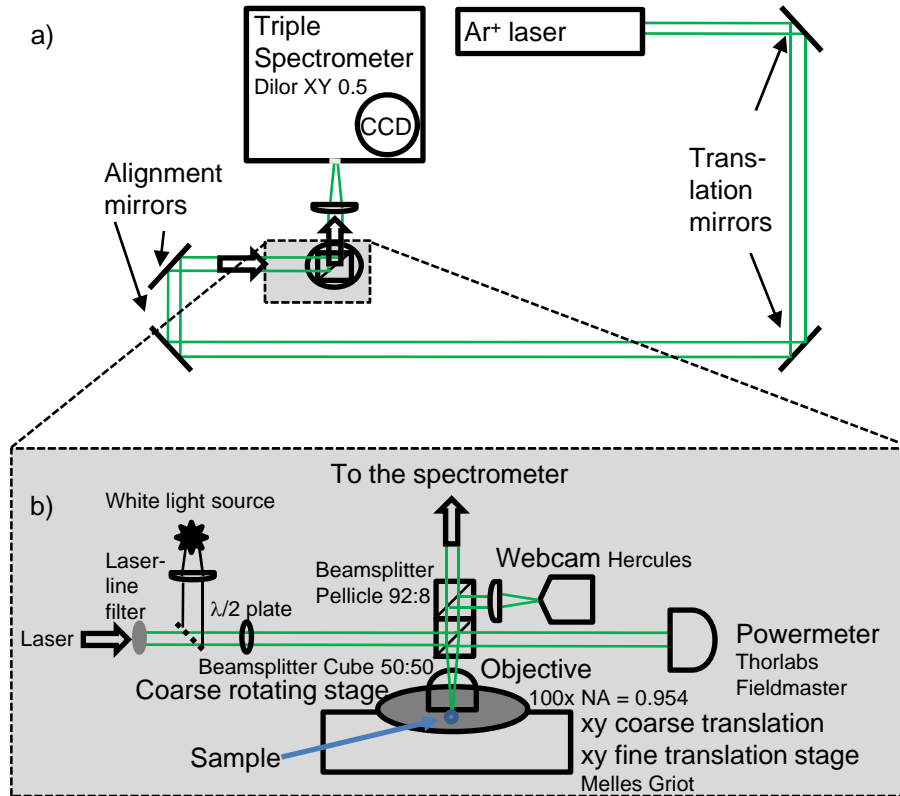 a)
Triple
Spectrometer
Dilor XY 0.5
CCD
Ar⁺ laser
Alignment
mirrors
Trans-
lation
mirrors
b)
To the spectrometer
White light source
Laser-
line
filter
λ/2 plate
Laser
Beamsplitter
Pellicle 92:8
Webcam Hercules
Beamsplitter Cube 50:50
Powermeter
Thorlabs
Fieldmaster
Coarse rotating stage
Objective
100x NA = 0.954
Sample
xy coarse translation
xy fine translation stage
Melles Griot